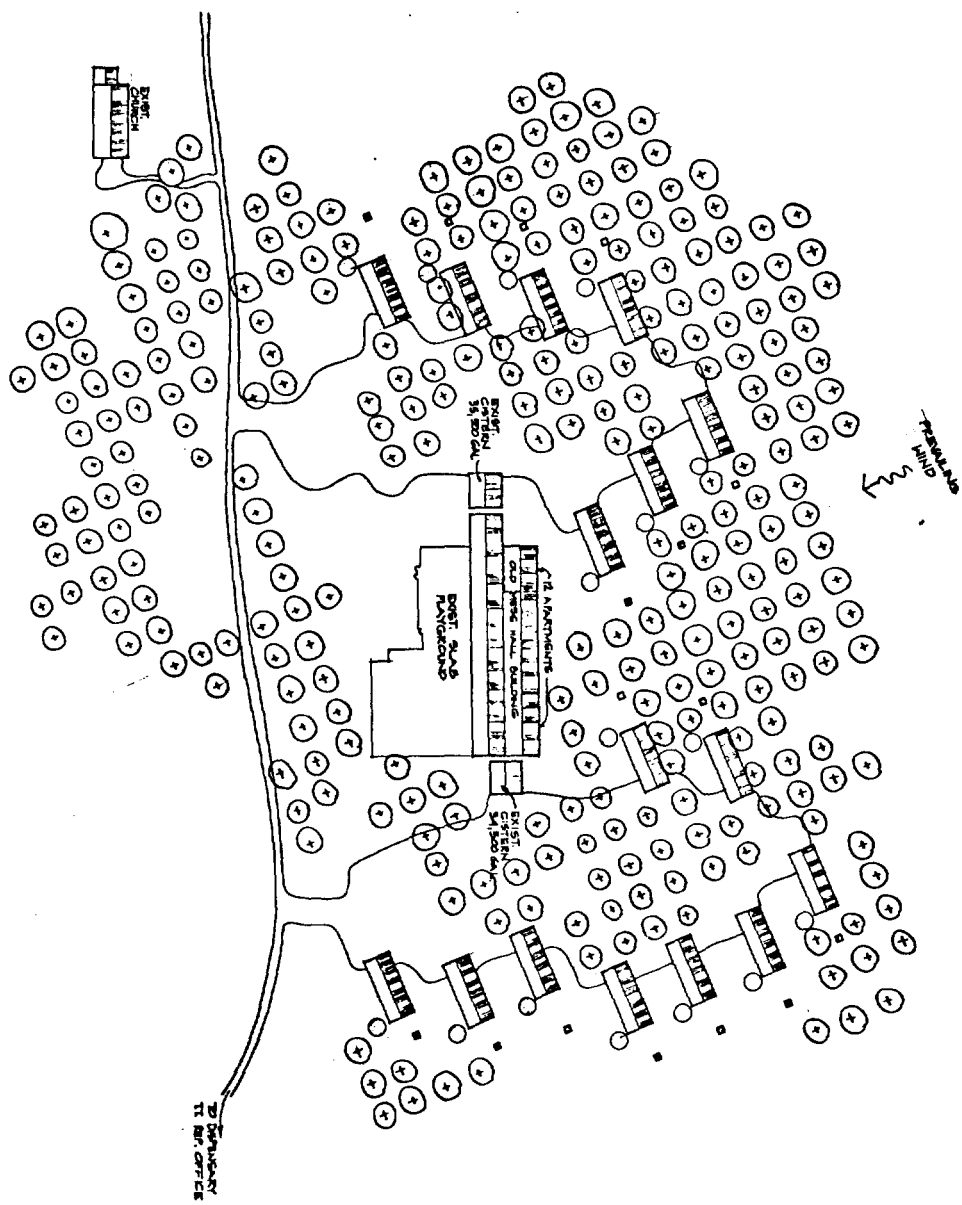 EXIST.
CHURCH
PREVAILING
WIND
EXIST.
CISTERN
35,500 GAL.
12 APARTMENTS
OLD MESS HALL BUILDING
EXIST. SLAB
PLAYGROUND
EXIST.
CISTERN
34,500 GAL.
TO DISPENSARY
TT REP. OFFICE